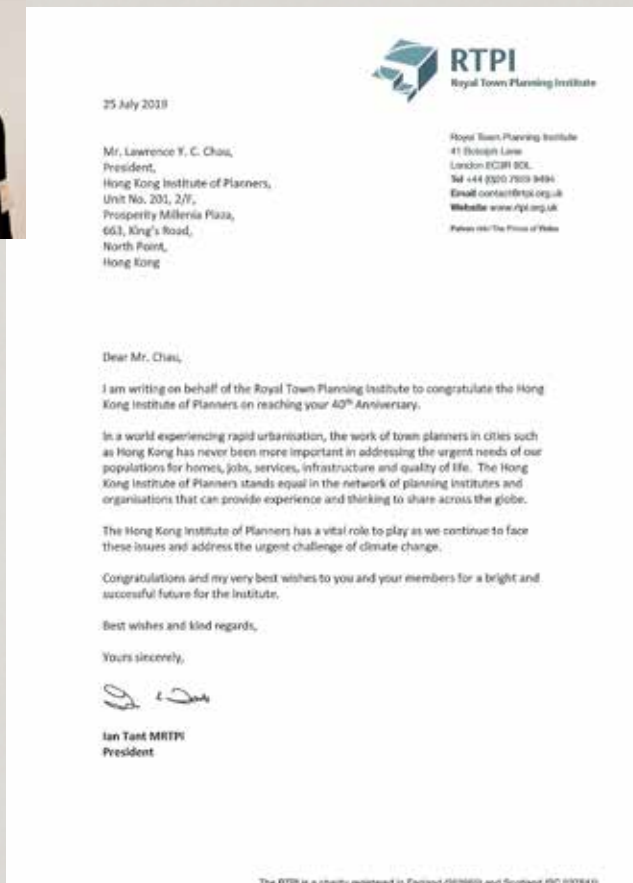 RTPI
Royal Town Planning Institute
25 July 2019
Royal Town Planning Institute
41 Botolph Lane
London EC3R 8DL
Tel +44 (0)20 7929 9494
Email contact@rtpi.org.uk
Website www.rtpi.org.uk
Patron HRH The Prince of Wales
Mr. Lawrence Y. C. Chau,
President,
Hong Kong Institute of Planners,
Unit No. 201, 2/F,
Prosperity Millenia Plaza,
663, King's Road,
North Point,
Hong Kong
Dear Mr. Chau,
I am writing on behalf of the Royal Town Planning Institute to congratulate the Hong
Kong Institute of Planners on reaching your 40th Anniversary.
In a world experiencing rapid urbanisation, the work of town planners in cities such
as Hong Kong has never been more important in addressing the urgent needs of our
populations for homes, jobs, services, infrastructure and quality of life. The Hong
Kong Institute of Planners stands equal in the network of planning institutes and
organisations that can provide experience and thinking to share across the globe.
The Hong Kong Institute of Planners has a vital role to play as we continue to face
these issues and address the urgent challenge of climate change.
Congratulations and my very best wishes to you and your members for a bright and
successful future for the Institute.
Best wishes and kind regards,
Yours sincerely,
Ian Tant MRTPI
President
The RTPI is a charity registered in England and Scotland